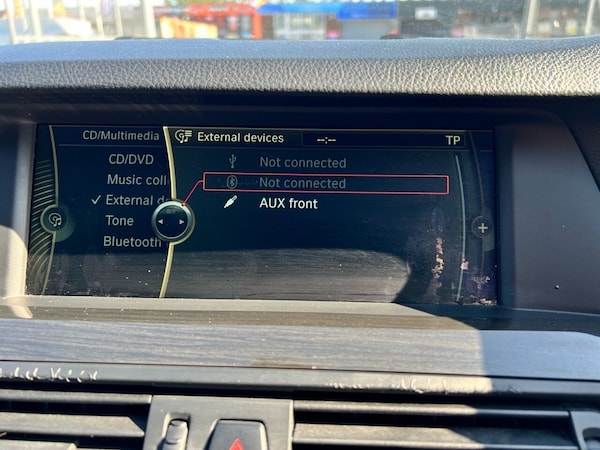 CD/Multimedia
External devices
--:--
TP
CD/DVD
Music coll
External d
Tone
Bluetooth
Not connected
Not connected
AUX front